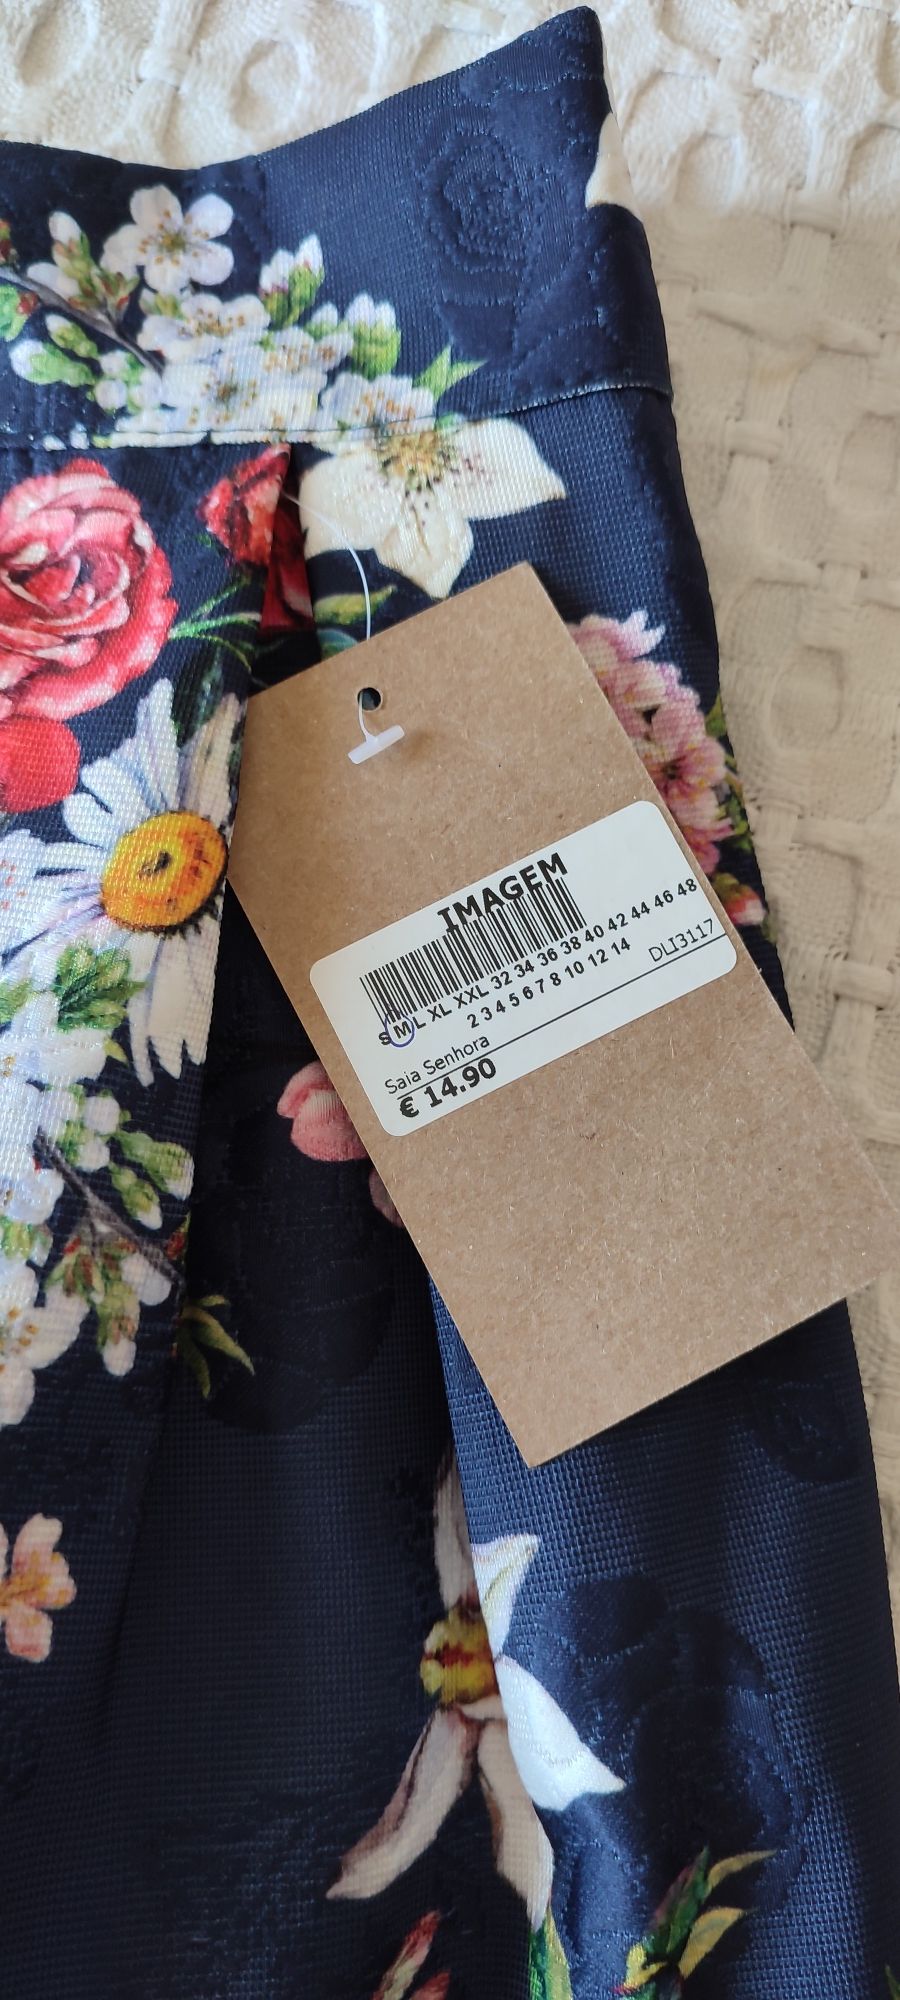 IMAGEM
S M L XL XXL 32 34 36 38 40 42 44 46 48
2 3 4 5 6 7 8 10 12 14
DLI3117
Saia Senhora
€ 14.90